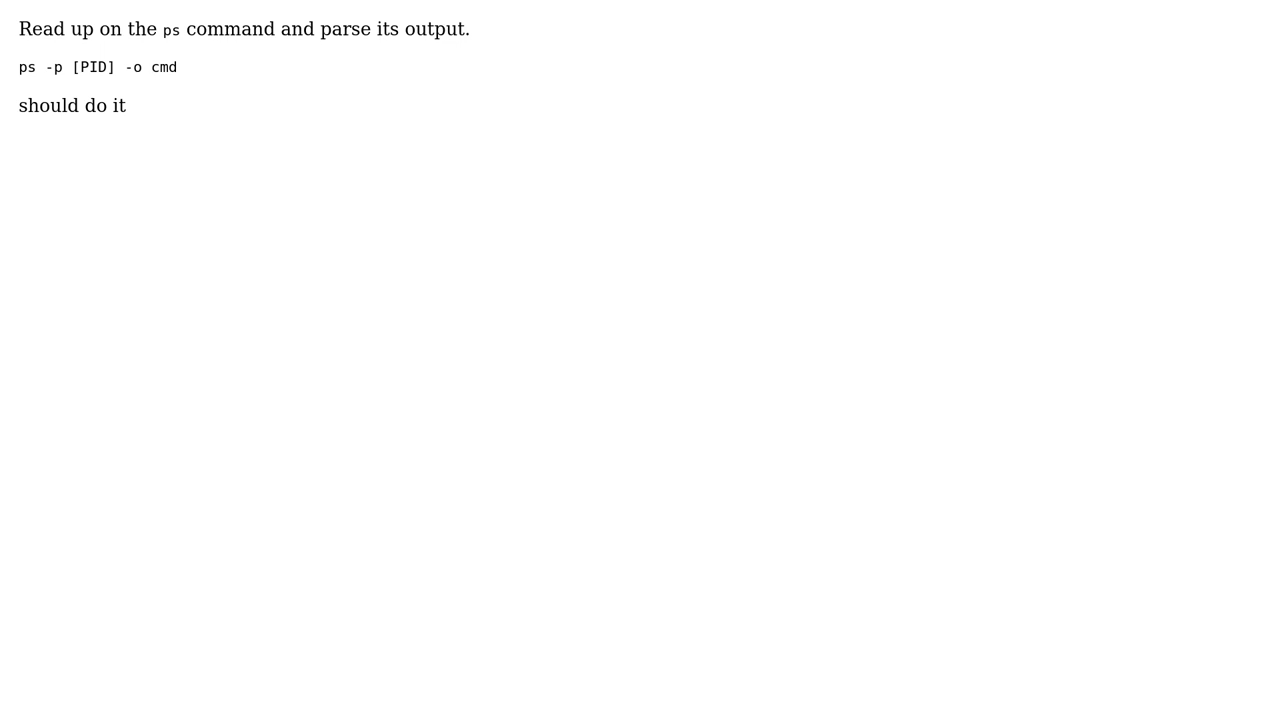 Read up on the ps command and parse its output.
ps -p [PID] -o cmd
should do it